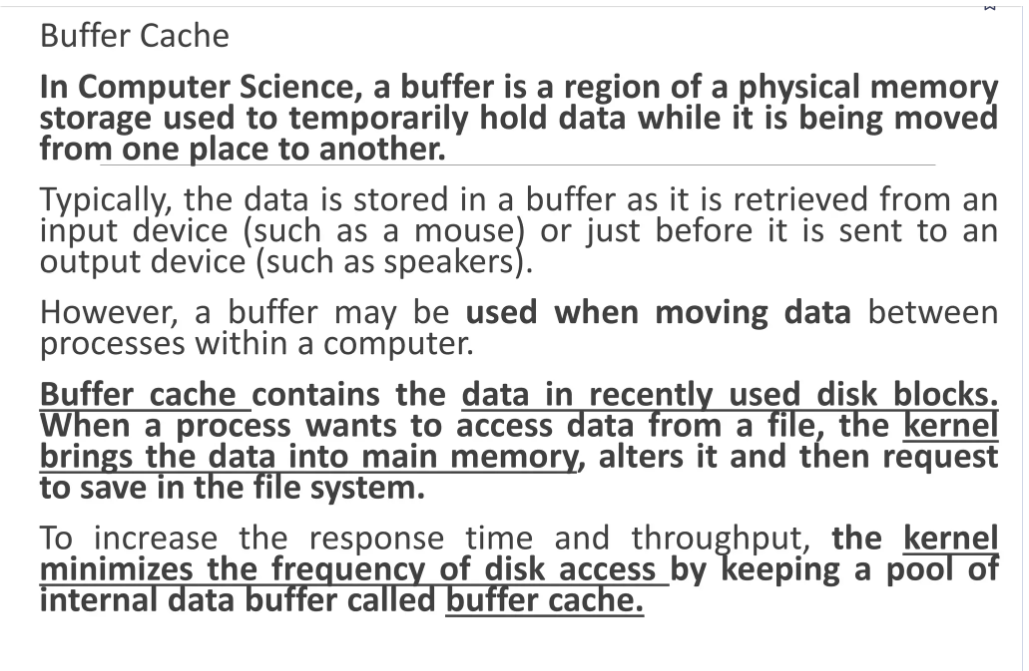 Buffer Cache
In Computer Science, a buffer is a region of a physical memory
storage used to temporarily hold data while it is being moved
from one place to another.
Typically, the data is stored in a buffer as it is retrieved from an
input device (such as a mouse) or just before it is sent to an
output device (such as speakers).
However, a buffer may be used when moving data between
processes within a computer.
Buffer cache contains the data in recently used disk blocks.
When a process wants to access data from a file, the kernel
brings the data into main memory, alters it and then request
to save in the file system.
To increase the response time and throughput, the kernel
minimizes the frequency of disk access by keeping a pool of
internal data buffer called buffer cache.